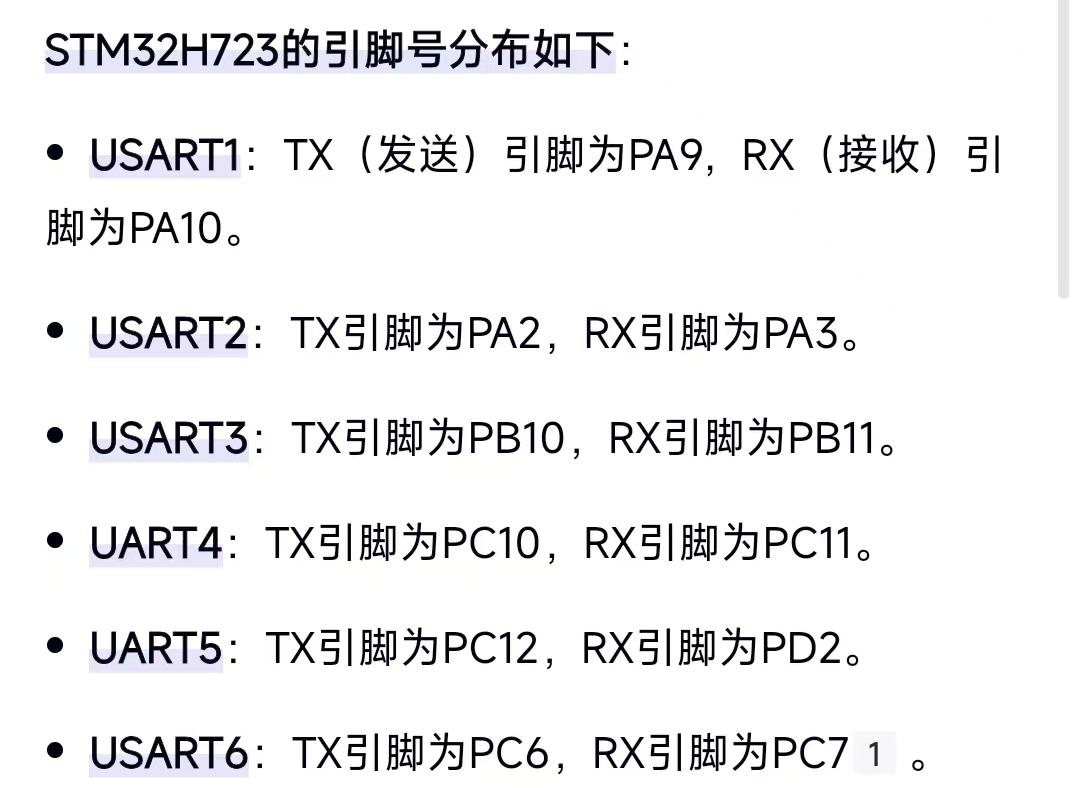 STM32H723的引脚号分布如下：
• USART1：TX（发送）引脚为PA9，RX（接收）引
脚为PA10。
• USART2：TX引脚为PA2，RX引脚为PA3。
• USART3：TX引脚为PB10，RX引脚为PB11。
• UART4：TX引脚为PC10，RX引脚为PC11。
• UART5：TX引脚为PC12，RX引脚为PD2。
• USART6：TX引脚为PC6，RX引脚为PC7 1 。